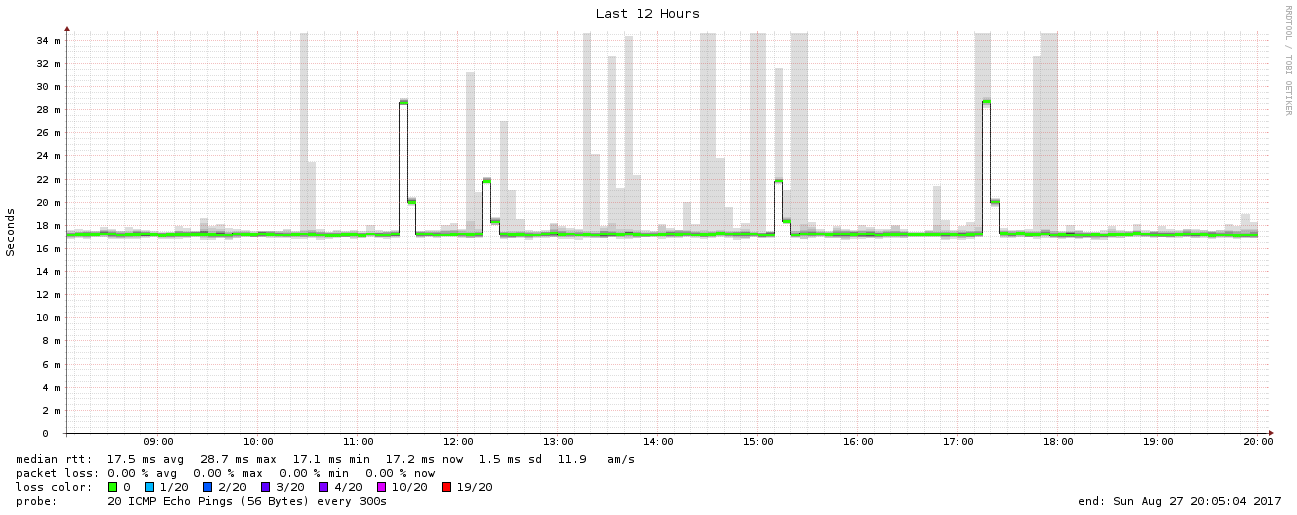 Last 12 Hours
RRDTOOL / TOBI OETIKER
Seconds
34 m
32 m
30 m
28 m
26 m
24 m
22 m
20 m
18 m
16 m
14 m
12 m
10 m
8 m
6 m
4 m
2 m
0
09:00 10:00 11:00 12:00 13:00 14:00 15:00 16:00 17:00 18:00 19:00 20:00
median rtt: 17.5 ms avg 28.7 ms max 17.1 ms min 17.2 ms now 1.5 ms sd 11.9 am/s
packet loss: 0.00 % avg 0.00 % max 0.00 % min 0.00 % now
loss color: 0 1/20 2/20 3/20 4/20 10/20 19/20
probe: 20 ICMP Echo Pings (56 Bytes) every 300s end: Sun Aug 27 20:05:04 2017